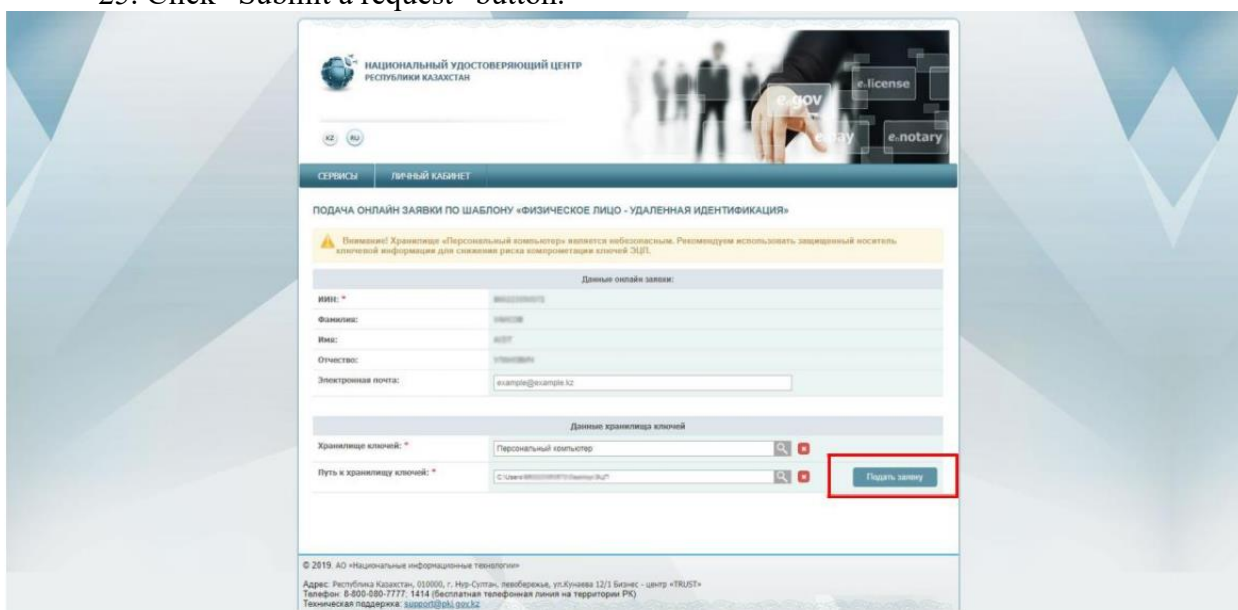 25. Click "Submit a request" button.
НАЦИОНАЛЬНЫЙ УДОСТОВЕРЯЮЩИЙ ЦЕНТР
РЕСПУБЛИКИ КАЗАХСТАН
e.license
e.gov
e.notary
KZ RU
СЕРВИСЫ ЛИЧНЫЙ КАБИНЕТ
ПОДАЧА ОНЛАЙН ЗАЯВКИ ПО ШАБЛОНУ «ФИЗИЧЕСКОЕ ЛИЦО - УДАЛЕННАЯ ИДЕНТИФИКАЦИЯ»
Внимание! Хранилище «Персональный компьютер» является небезопасным. Рекомендуем использовать защищенный носитель
ключевой информации для снижения риска компрометации ключей ЭЦП.
Данные онлайн заявки:
ИИН: *
Фамилия:
Имя:
Отчество:
Электронная почта: example@example.kz
Данные хранилища ключей
Хранилище ключей: * Персональный компьютер
Путь к хранилищу ключей: * C:\Users
Подать заявку
© 2019. АО «Национальные информационные технологии»
Адрес: Республика Казахстан, 010000, г. Нур-Султан, левобережье, ул.Кунаева 12/1 Бизнес - центр «TRUST»
Телефон: 8-800-080-7777; 1414 (бесплатная телефонная линия на территории РК)
Техническая поддержка: support@pki.gov.kz